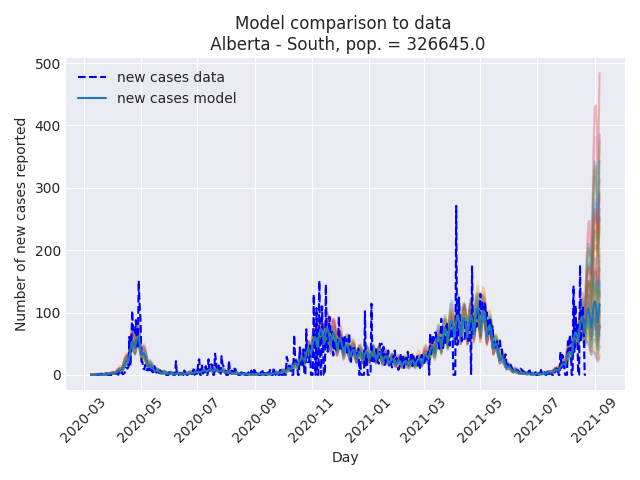 Model comparison to data
Alberta - South, pop. = 326645.0
new cases data
new cases model
Number of new cases reported
500
400
300
200
100
0
2020-03
2020-05
2020-07
2020-09
2020-11
2021-01
2021-03
2021-05
2021-07
2021-09
Day